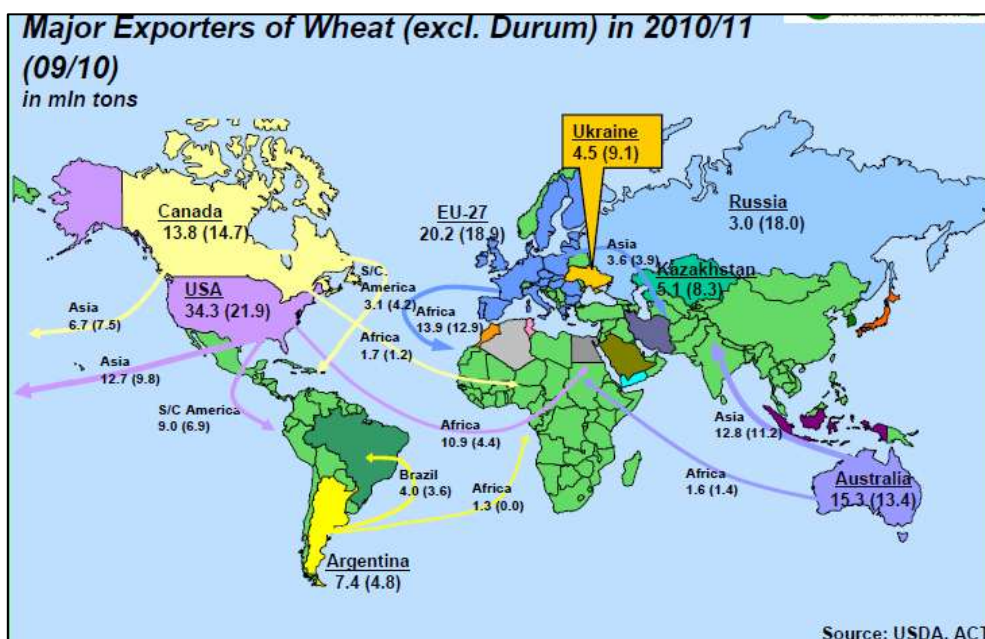 Major Exporters of Wheat (excl. Durum) in 2010/11
(09/10)
in mln tons
Ukraine
4.5 (9.1)
Canada
13.8 (14.7)
EU-27
20.2 (18.9)
Russia
3.0 (18.0)
Asia
3.6 (3.9)
Kazakhstan
5.1 (8.3)
S/C.
America
3.1 (4.2)
USA
34.3 (21.9)
Asia
6.7 (7.5)
Africa
13.9 (12.9)
Africa
1.7 (1.2)
Asia
12.7 (9.8)
S/C America
9.0 (6.9)
Africa
10.9 (4.4)
Asia
12.8 (11.2)
Brazil
4.0 (3.6)
Africa
1.3 (0.0)
Africa
1.6 (1.4)
Australia
15.3 (13.4)
Argentina
7.4 (4.8)
Source: USDA, ACT